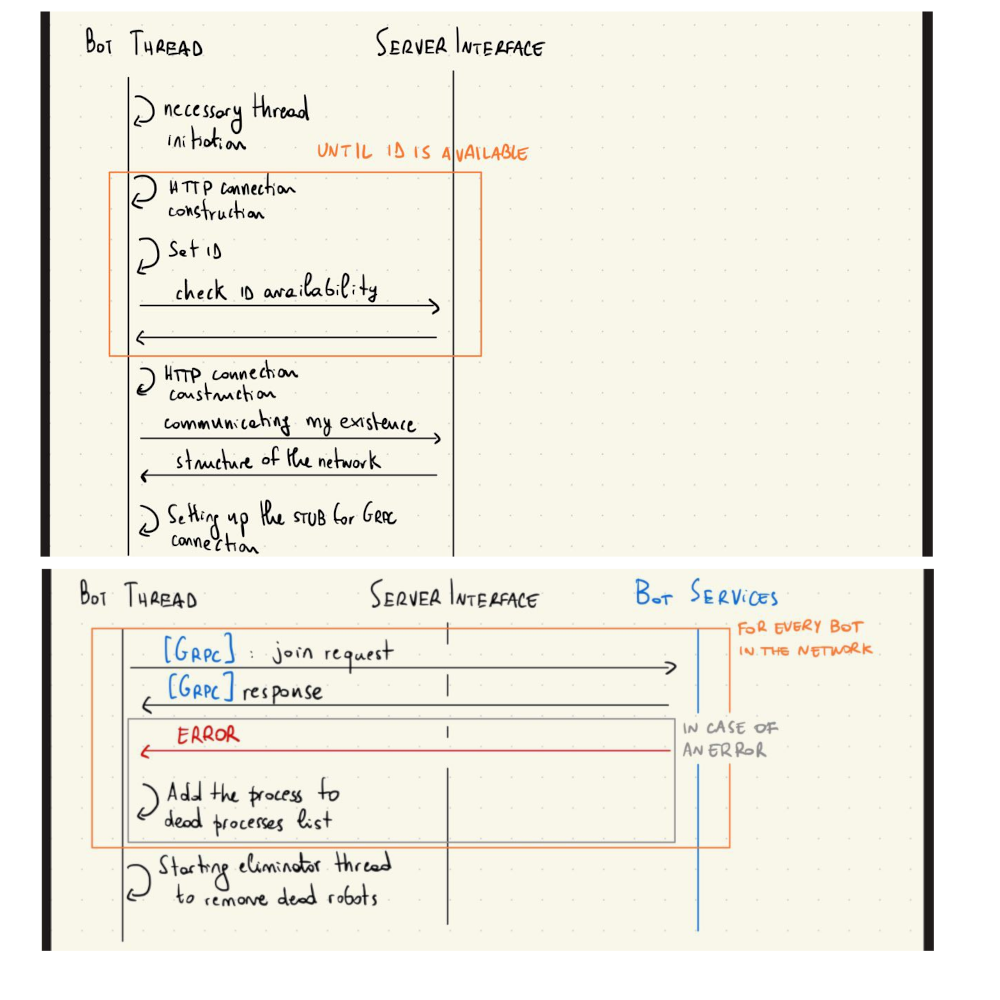 BOT THREAD
SERVER INTERFACE
necessary thread
initiation
UNTIL ID IS AVAILABLE
HTTP connection
construction
Set ID
check ID availability
HTTP connection
construction
communicating my existence
structure of the network
Setting up the STUB for GRPC
connection
BOT THREAD
SERVER INTERFACE
BOT SERVICES
FOR EVERY BOT
IN THE NETWORK
[GRPC] : join request
[GRPC] response
ERROR
IN CASE OF
AN ERROR
Add the process to
dead processes list
Starting eliminator thread
to remove dead robots